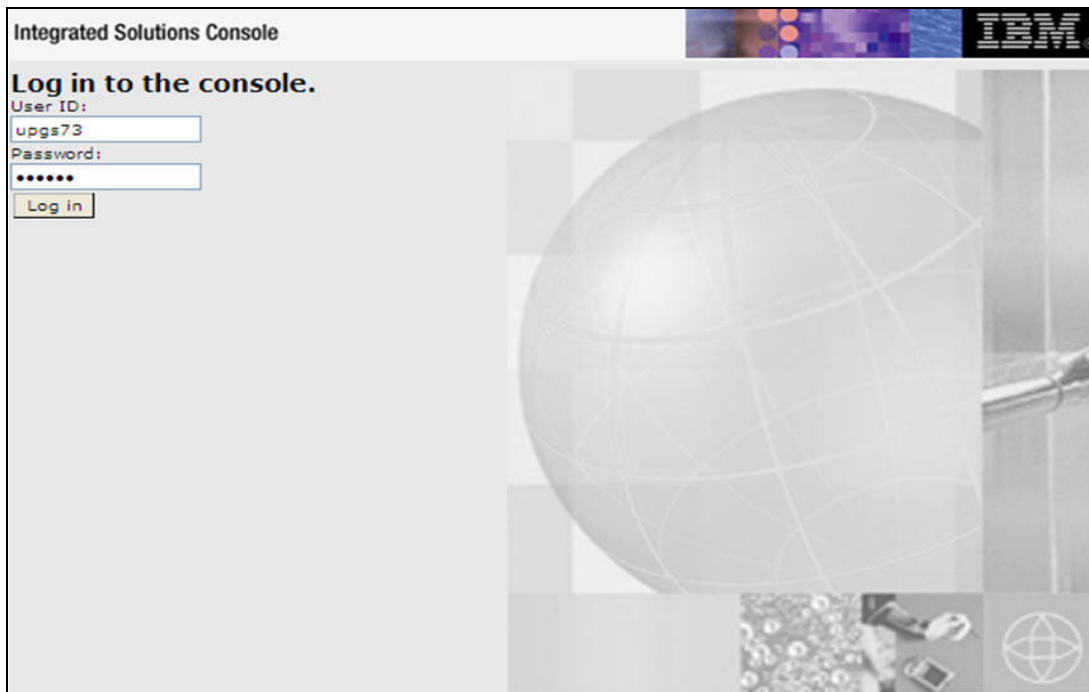 Integrated Solutions Console
IBM.
Log in to the console.
User ID:
upgs73
Password:
••••••
Log in